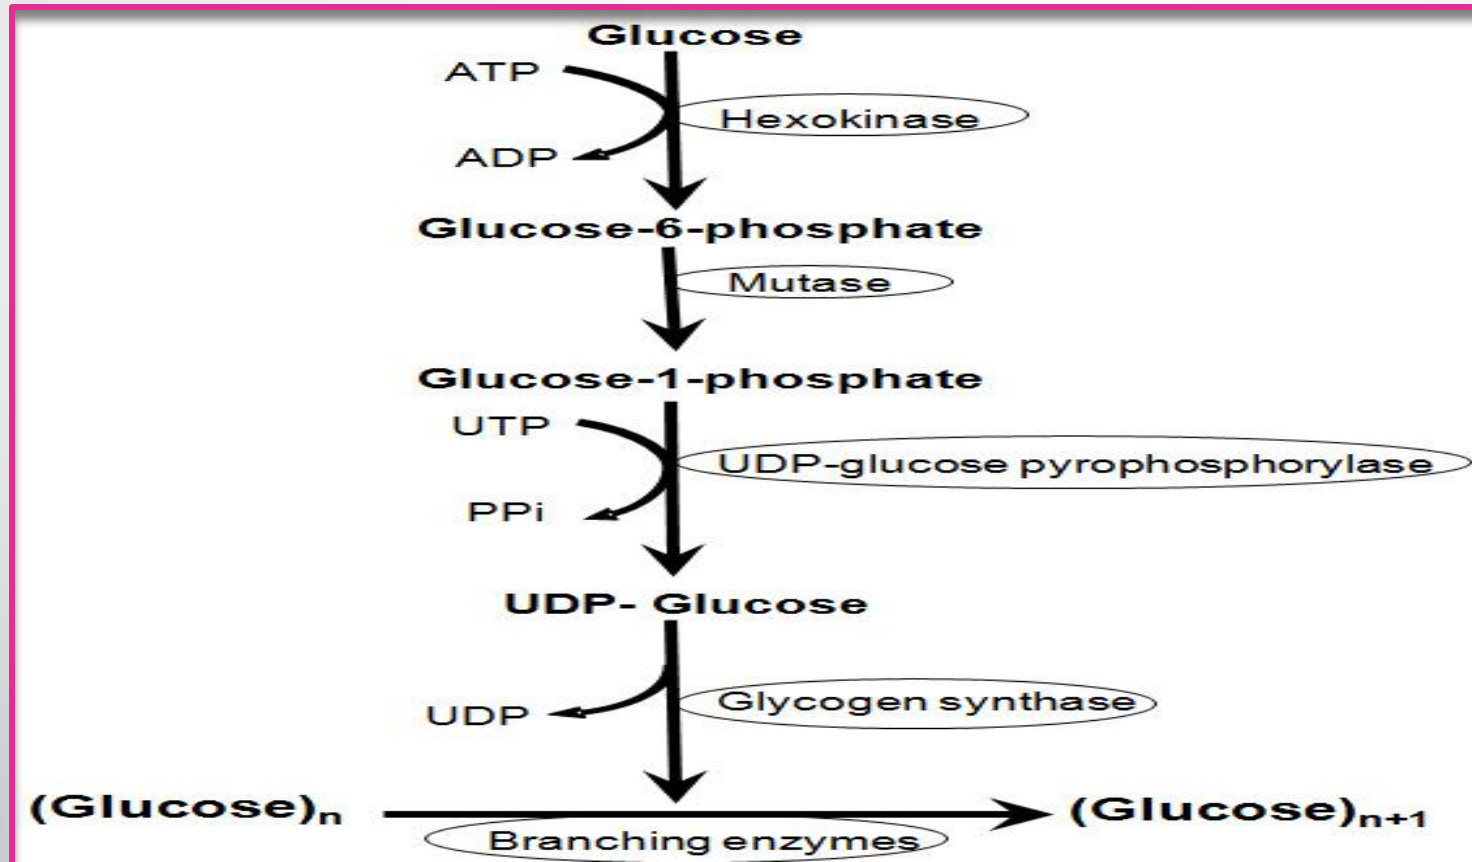 Glucose
ATP
Hexokinase
ADP
Glucose-6-phosphate
Mutase
Glucose-1-phosphate
UTP
UDP-glucose pyrophosphorylase
PPi
UDP- Glucose
Glycogen synthase
UDP
(Glucose)n (Glucose)n+1
Branching enzymes